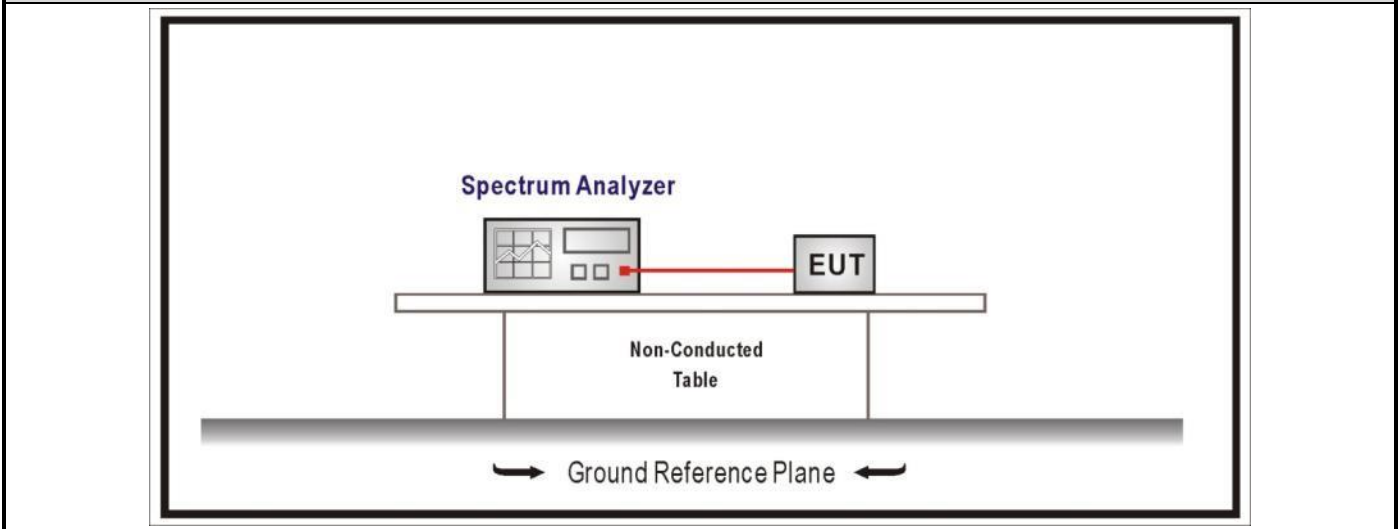 Spectrum Analyzer
EUT
Non-Conducted
Table
Ground Reference Plane